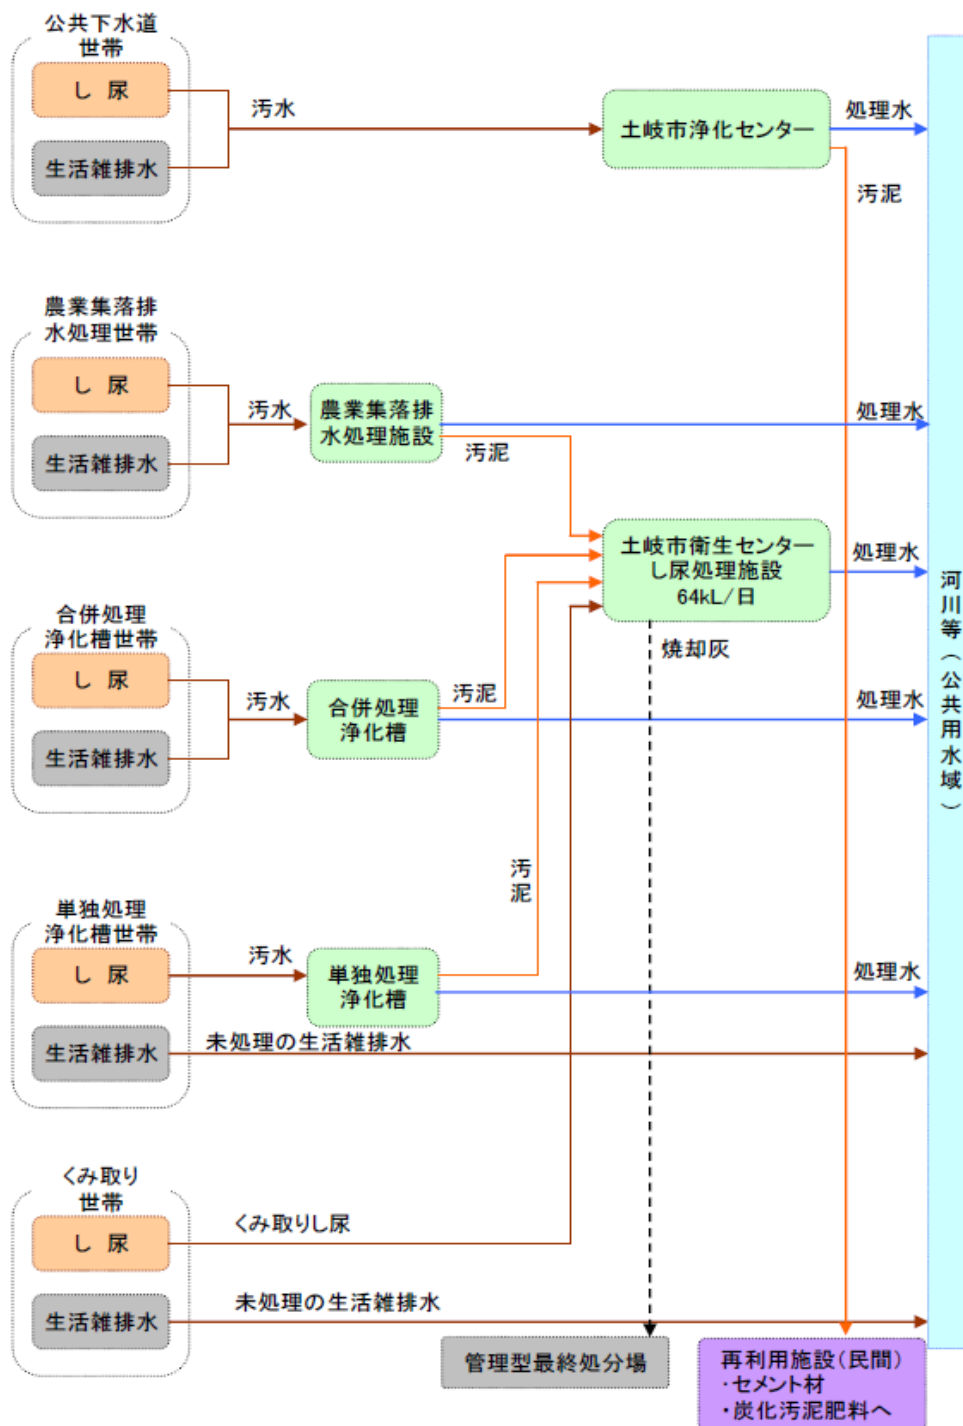 公共下水道
世帯
し 尿
生活雑排水
汚水
土岐市浄化センター
処理水
汚泥
農業集落排
水処理世帯
し 尿
生活雑排水
汚水
農業集落排
水処理施設
汚泥
処理水
土岐市衛生センター
し尿処理施設
64kL/日
処理水
焼却灰
合併処理
浄化槽世帯
し 尿
生活雑排水
汚水
合併処理
浄化槽
汚泥
処理水
河川等(公共用水域)
汚泥
単独処理
浄化槽世帯
し 尿
生活雑排水
汚水
単独処理
浄化槽
処理水
未処理の生活雑排水
くみ取り
世帯
し 尿
生活雑排水
くみ取りし尿
未処理の生活雑排水
管理型最終処分場
再利用施設(民間)
・セメント材
・炭化汚泥肥料へ